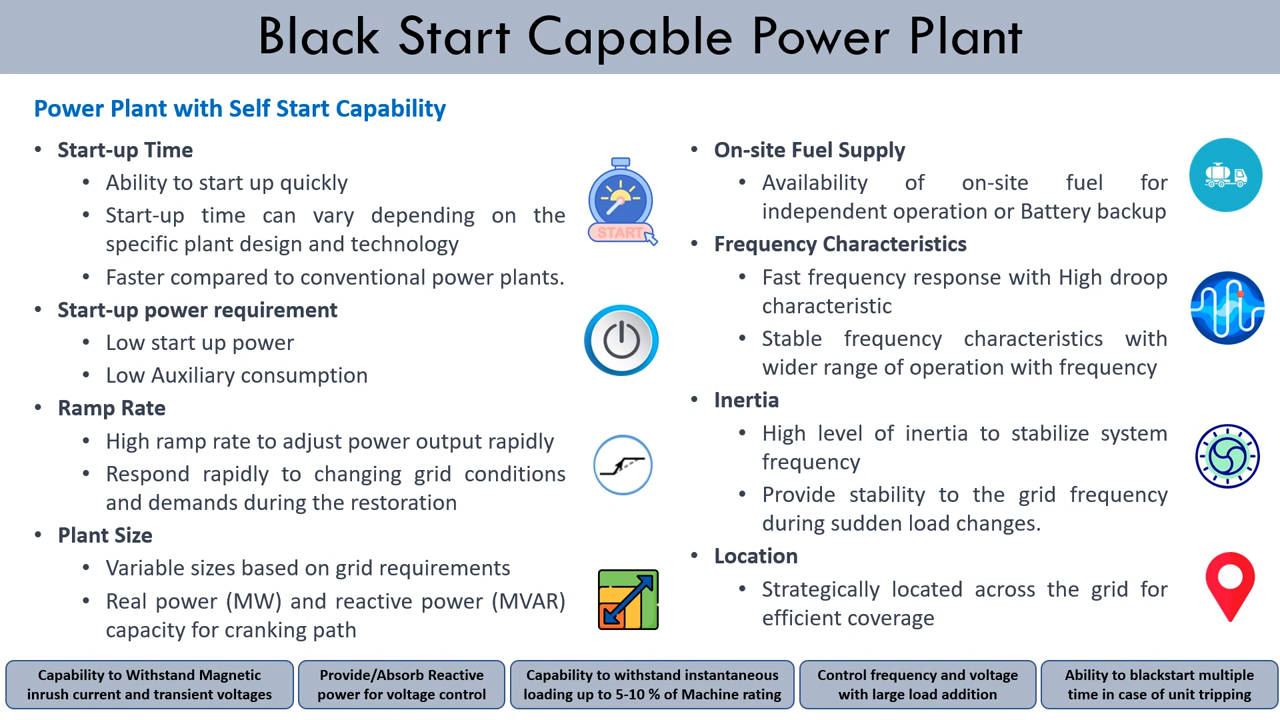 Black Start Capable Power Plant
Power Plant with Self Start Capability
• Start-up Time
• Ability to start up quickly
• Start-up time can vary depending on the
specific plant design and technology
• Faster compared to conventional power plants.
• Start-up power requirement
• Low start up power
• Low Auxiliary consumption
• Ramp Rate
• High ramp rate to adjust power output rapidly
• Respond rapidly to changing grid conditions
and demands during the restoration
• Plant Size
• Variable sizes based on grid requirements
• Real power (MW) and reactive power (MVAR)
capacity for cranking path
START
• On-site Fuel Supply
• Availability of on-site fuel for
independent operation or Battery backup
• Frequency Characteristics
• Fast frequency response with High droop
characteristic
• Stable frequency characteristics with
wider range of operation with frequency
• Inertia
• High level of inertia to stabilize system
frequency
• Provide stability to the grid frequency
during sudden load changes.
• Location
• Strategically located across the grid for
efficient coverage
Capability to Withstand Magnetic
inrush current and transient voltages
Provide/Absorb Reactive
power for voltage control
Capability to withstand instantaneous
loading up to 5-10 % of Machine rating
Control frequency and voltage
with large load addition
Ability to blackstart multiple
time in case of unit tripping